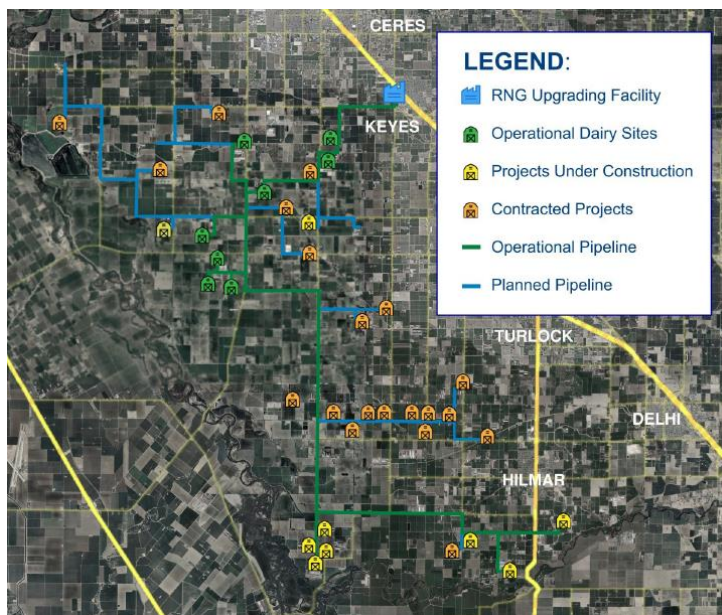 CERES
KEYES
LEGEND:
RNG Upgrading Facility
Operational Dairy Sites
Projects Under Construction
Contracted Projects
Operational Pipeline
Planned Pipeline
TURLOCK
DELHI
HILMAR